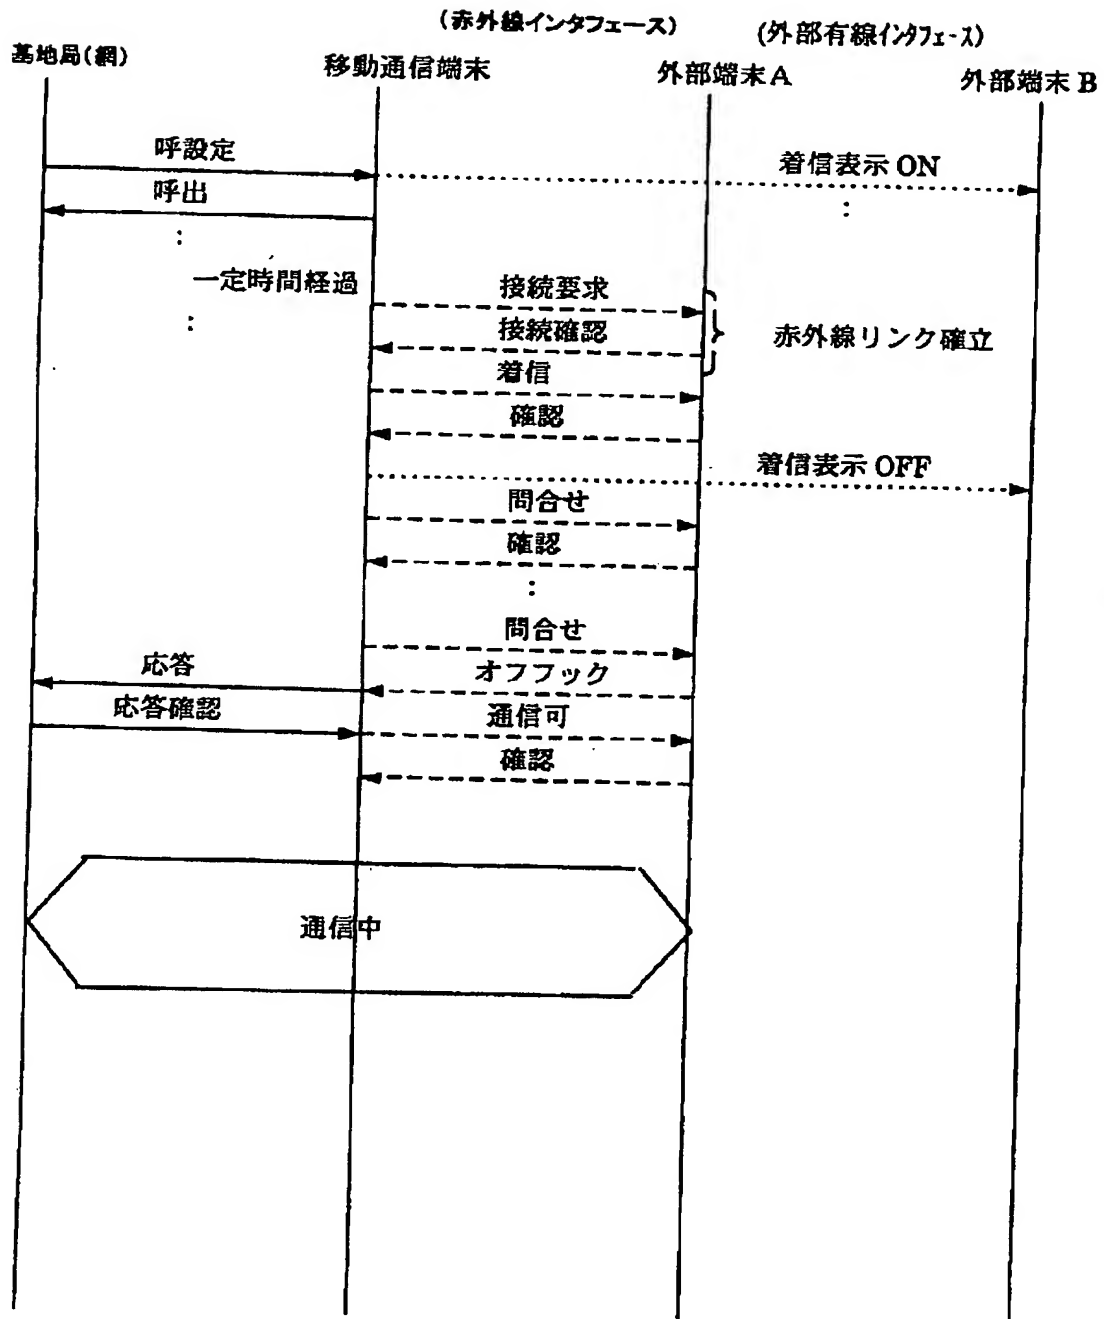 (赤外線インタフェース)
(外部有線インタフェース)
基地局(網)
移動通信端末
外部端末A
外部端末B
呼設定
着信表示 ON
呼出
:
:
一定時間経過
接続要求
:
接続確認
赤外線リンク確立
着信
確認
着信表示 OFF
問合せ
確認
:
問合せ
応答
オフフック
応答確認
通信可
確認
通信中